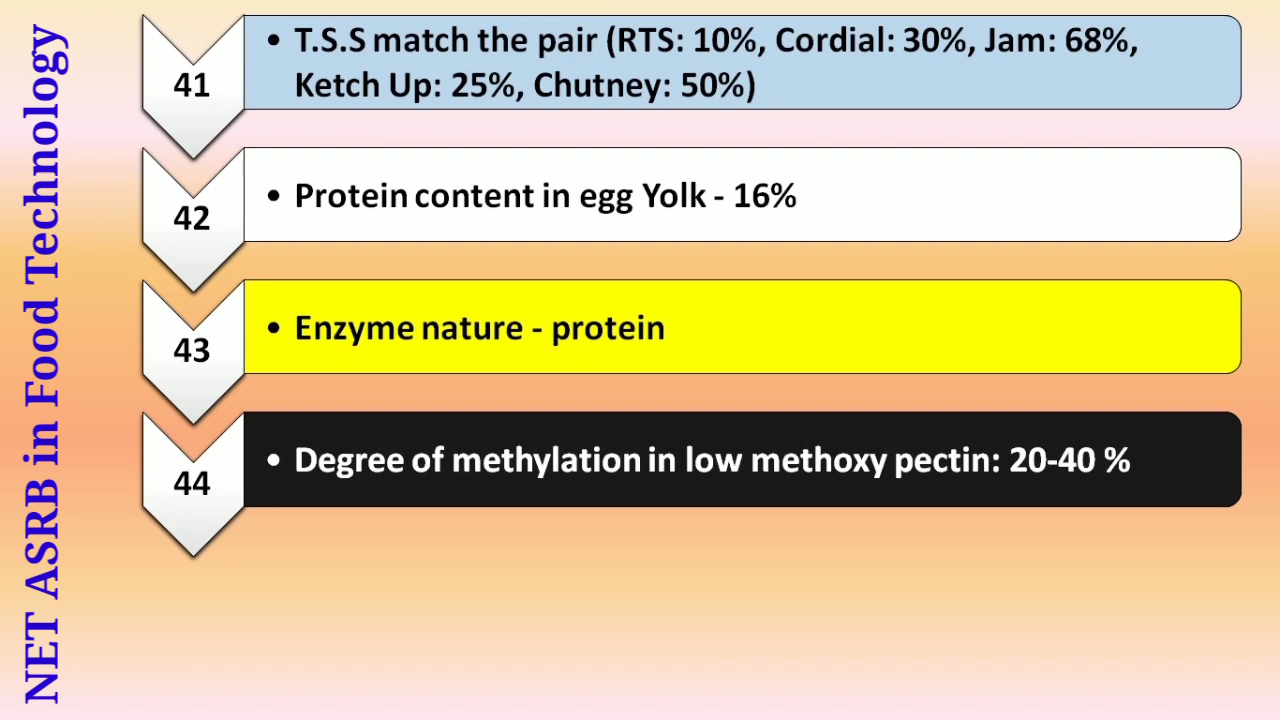 NET ASRB in Food Technology
41
• T.S.S match the pair (RTS: 10%, Cordial: 30%, Jam: 68%,
Ketch Up: 25%, Chutney: 50%)
42
• Protein content in egg Yolk - 16%
43
• Enzyme nature - protein
44
• Degree of methylation in low methoxy pectin: 20-40 %